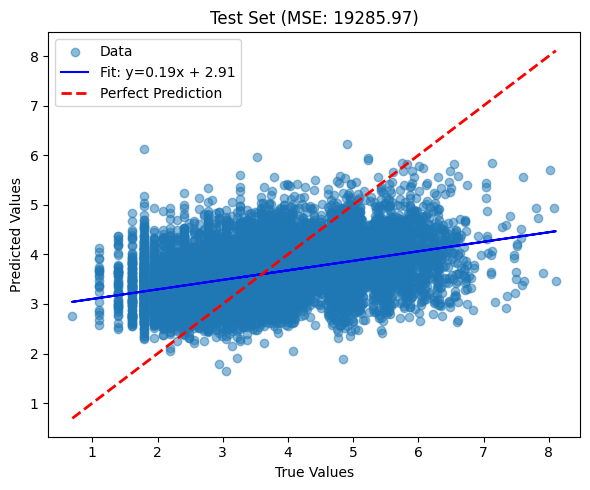 Test Set (MSE: 19285.97)
Data
Fit: y=0.19x + 2.91
Perfect Prediction
8
7
6
5
4
3
2
1
Predicted Values
1 2 3 4 5 6 7 8
True Values